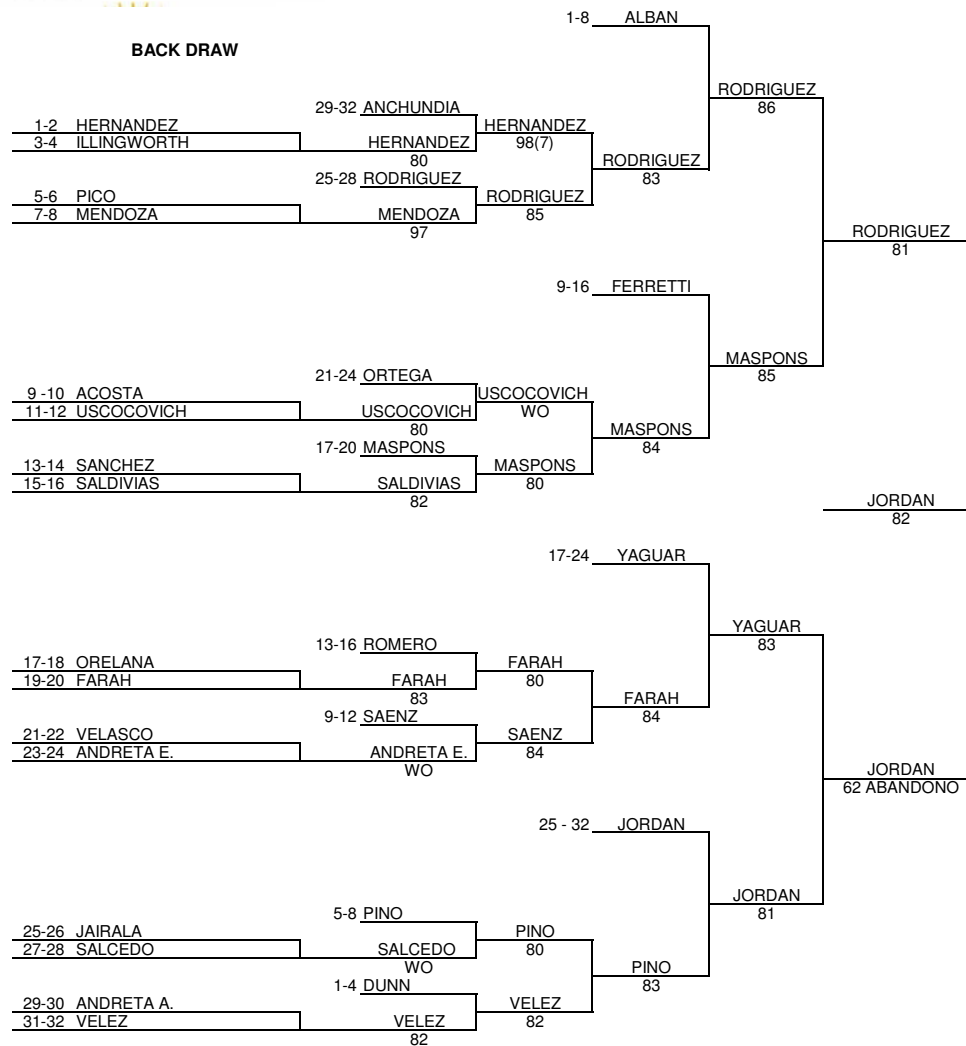 1-8 ALBAN
BACK DRAW
RODRIGUEZ
86
29-32 ANCHUNDIA
1-2 HERNANDEZ HERNANDEZ
3-4 ILLINGWORTH HERNANDEZ 98(7)
80 RODRIGUEZ
25-28 RODRIGUEZ 83
5-6 PICO RODRIGUEZ
7-8 MENDOZA MENDOZA 85
97 RODRIGUEZ
81
9-16 FERRETTI
MASPONS
21-24 ORTEGA 85
9 -10 ACOSTA USCOCOVICH
11-12 USCOCOVICH USCOCOVICH WO
80 MASPONS
17-20 MASPONS 84
13-14 SANCHEZ MASPONS
15-16 SALDIVIAS SALDIVIAS 80
82 JORDAN
82
17-24 YAGUAR
YAGUAR
13-16 ROMERO 83
17-18 ORELANA FARAH
19-20 FARAH FARAH 80
83 FARAH
9-12 SAENZ 84
21-22 VELASCO SAENZ
23-24 ANDRETA E. ANDRETA E. 84
WO JORDAN
62 ABANDONO
25 - 32 JORDAN
JORDAN
5-8 PINO 81
25-26 JAIRALA PINO
27-28 SALCEDO SALCEDO 80
WO PINO
1-4 DUNN 83
29-30 ANDRETA A. VELEZ
31-32 VELEZ VELEZ 82
82